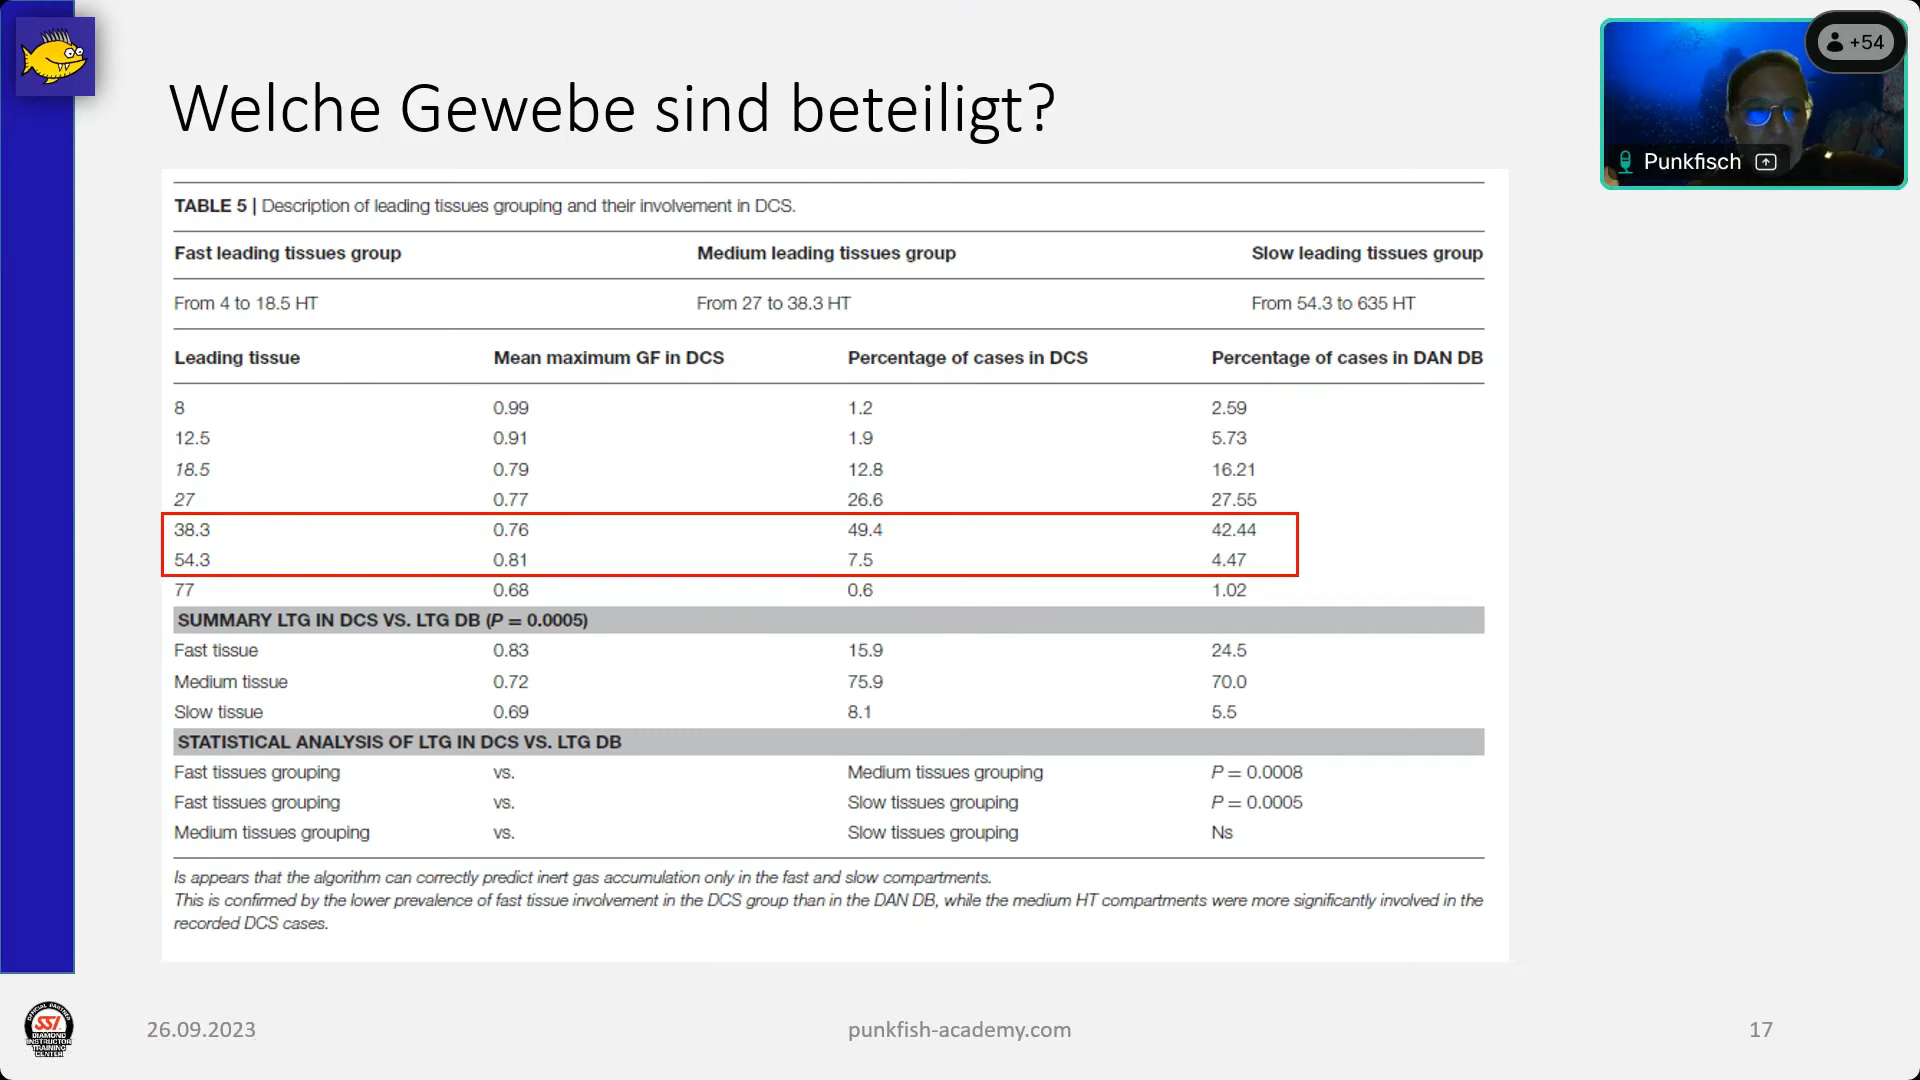 +54
Punkfisch
Welche Gewebe sind beteiligt?
TABLE 5 | Description of leading tissues grouping and their involvement in DCS.
Fast leading tissues group Medium leading tissues group Slow leading tissues group
From 4 to 18.5 HT From 27 to 38.3 HT From 54.3 to 635 HT
Leading tissue Mean maximum GF in DCS Percentage of cases in DCS Percentage of cases in DAN DB
8 0.99 1.2 2.59
12.5 0.91 1.9 5.73
18.5 0.79 12.8 16.21
27 0.77 26.6 27.55
38.3 0.76 49.4 42.44
54.3 0.81 7.5 4.47
77 0.68 0.6 1.02
SUMMARY LTG IN DCS VS. LTG DB (P = 0.0005)
Fast tissue 0.83 15.9 24.5
Medium tissue 0.72 75.9 70.0
Slow tissue 0.69 8.1 5.5
STATISTICAL ANALYSIS OF LTG IN DCS VS. LTG DB
Fast tissues grouping vs. Medium tissues grouping P = 0.0008
Fast tissues grouping vs. Slow tissues grouping P = 0.0005
Medium tissues grouping vs. Slow tissues grouping Ns
Is appears that the algorithm can correctly predict inert gas accumulation only in the fast and slow compartments.
This is confirmed by the lower prevalence of fast tissue involvement in the DCS group than in the DAN DB, while the medium HT compartments were more significantly involved in the
recorded DCS cases.
SSI
DIAMOND
INSTRUCTOR
TRAINING
CENTER
26.09.2023 punkfish-academy.com 17